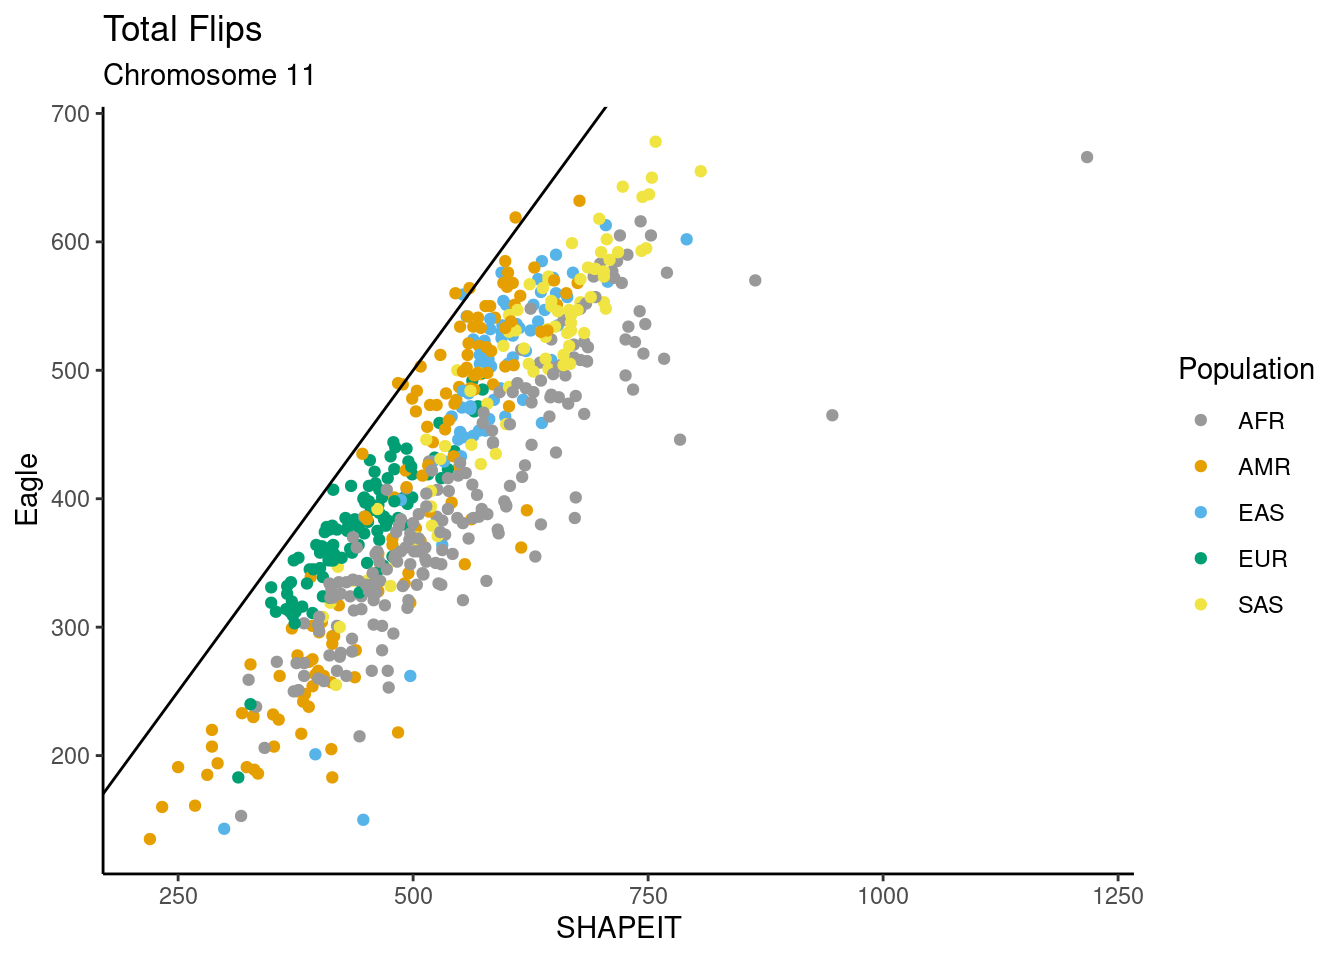 Total Flips
Chromosome 11
700
600
500
400
300
200
Eagle
250 500 750 1000 1250
SHAPEIT
Population
AFR
AMR
EAS
EUR
SAS